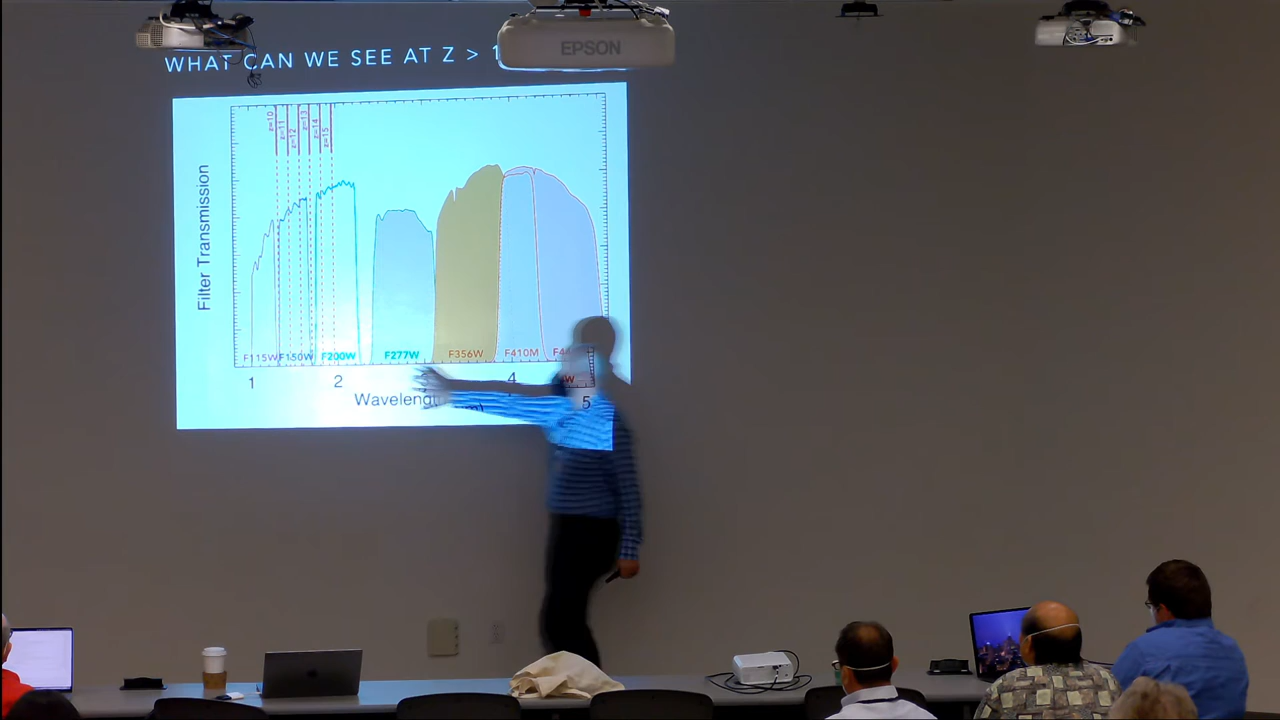 EPSON
WHAT CAN WE SEE AT Z > 1
z=10
z=11
z=12
z=13
z=14
z=15
Filter Transmission
F115W F150W F200W F277W F356W F410M F4
1 2 4 5
Wavelength